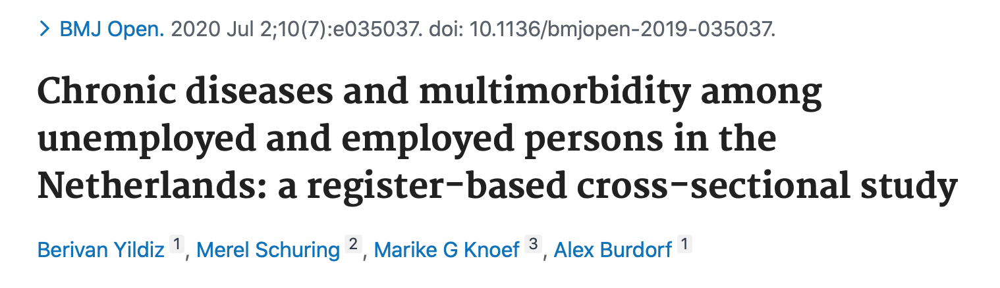 > BMJ Open. 2020 Jul 2;10(7):e035037. doi: 10.1136/bmjopen-2019-035037.
Chronic diseases and multimorbidity among
unemployed and employed persons in the
Netherlands: a register-based cross-sectional study
Berivan Yildiz 1, Merel Schuring 2, Marike G Knoef 3, Alex Burdorf 1